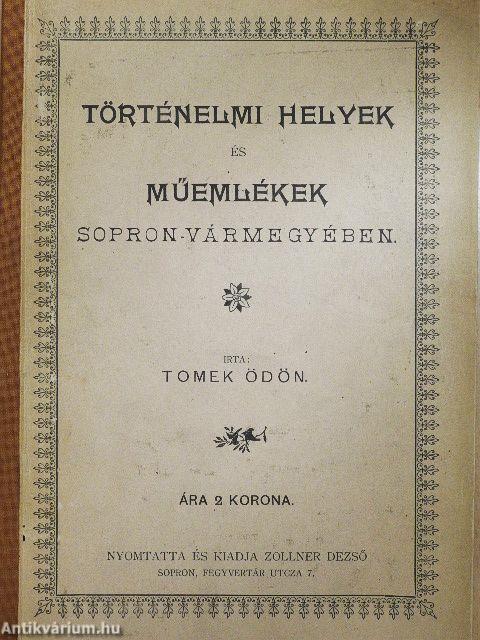 TÖRTÉNELMI HELYEK
ÉS
MŰEMLÉKEK
SOPRON-VÁRMEGYÉBEN.
IRTA:
TOMEK ÖDÖN.
ÁRA 2 KORONA.
NYOMTATTA ÉS KIADJA ZOLLNER DEZSŐ
SOPRON, FEGYVERTÁR UTCZA 7.
Antikvárium.hu